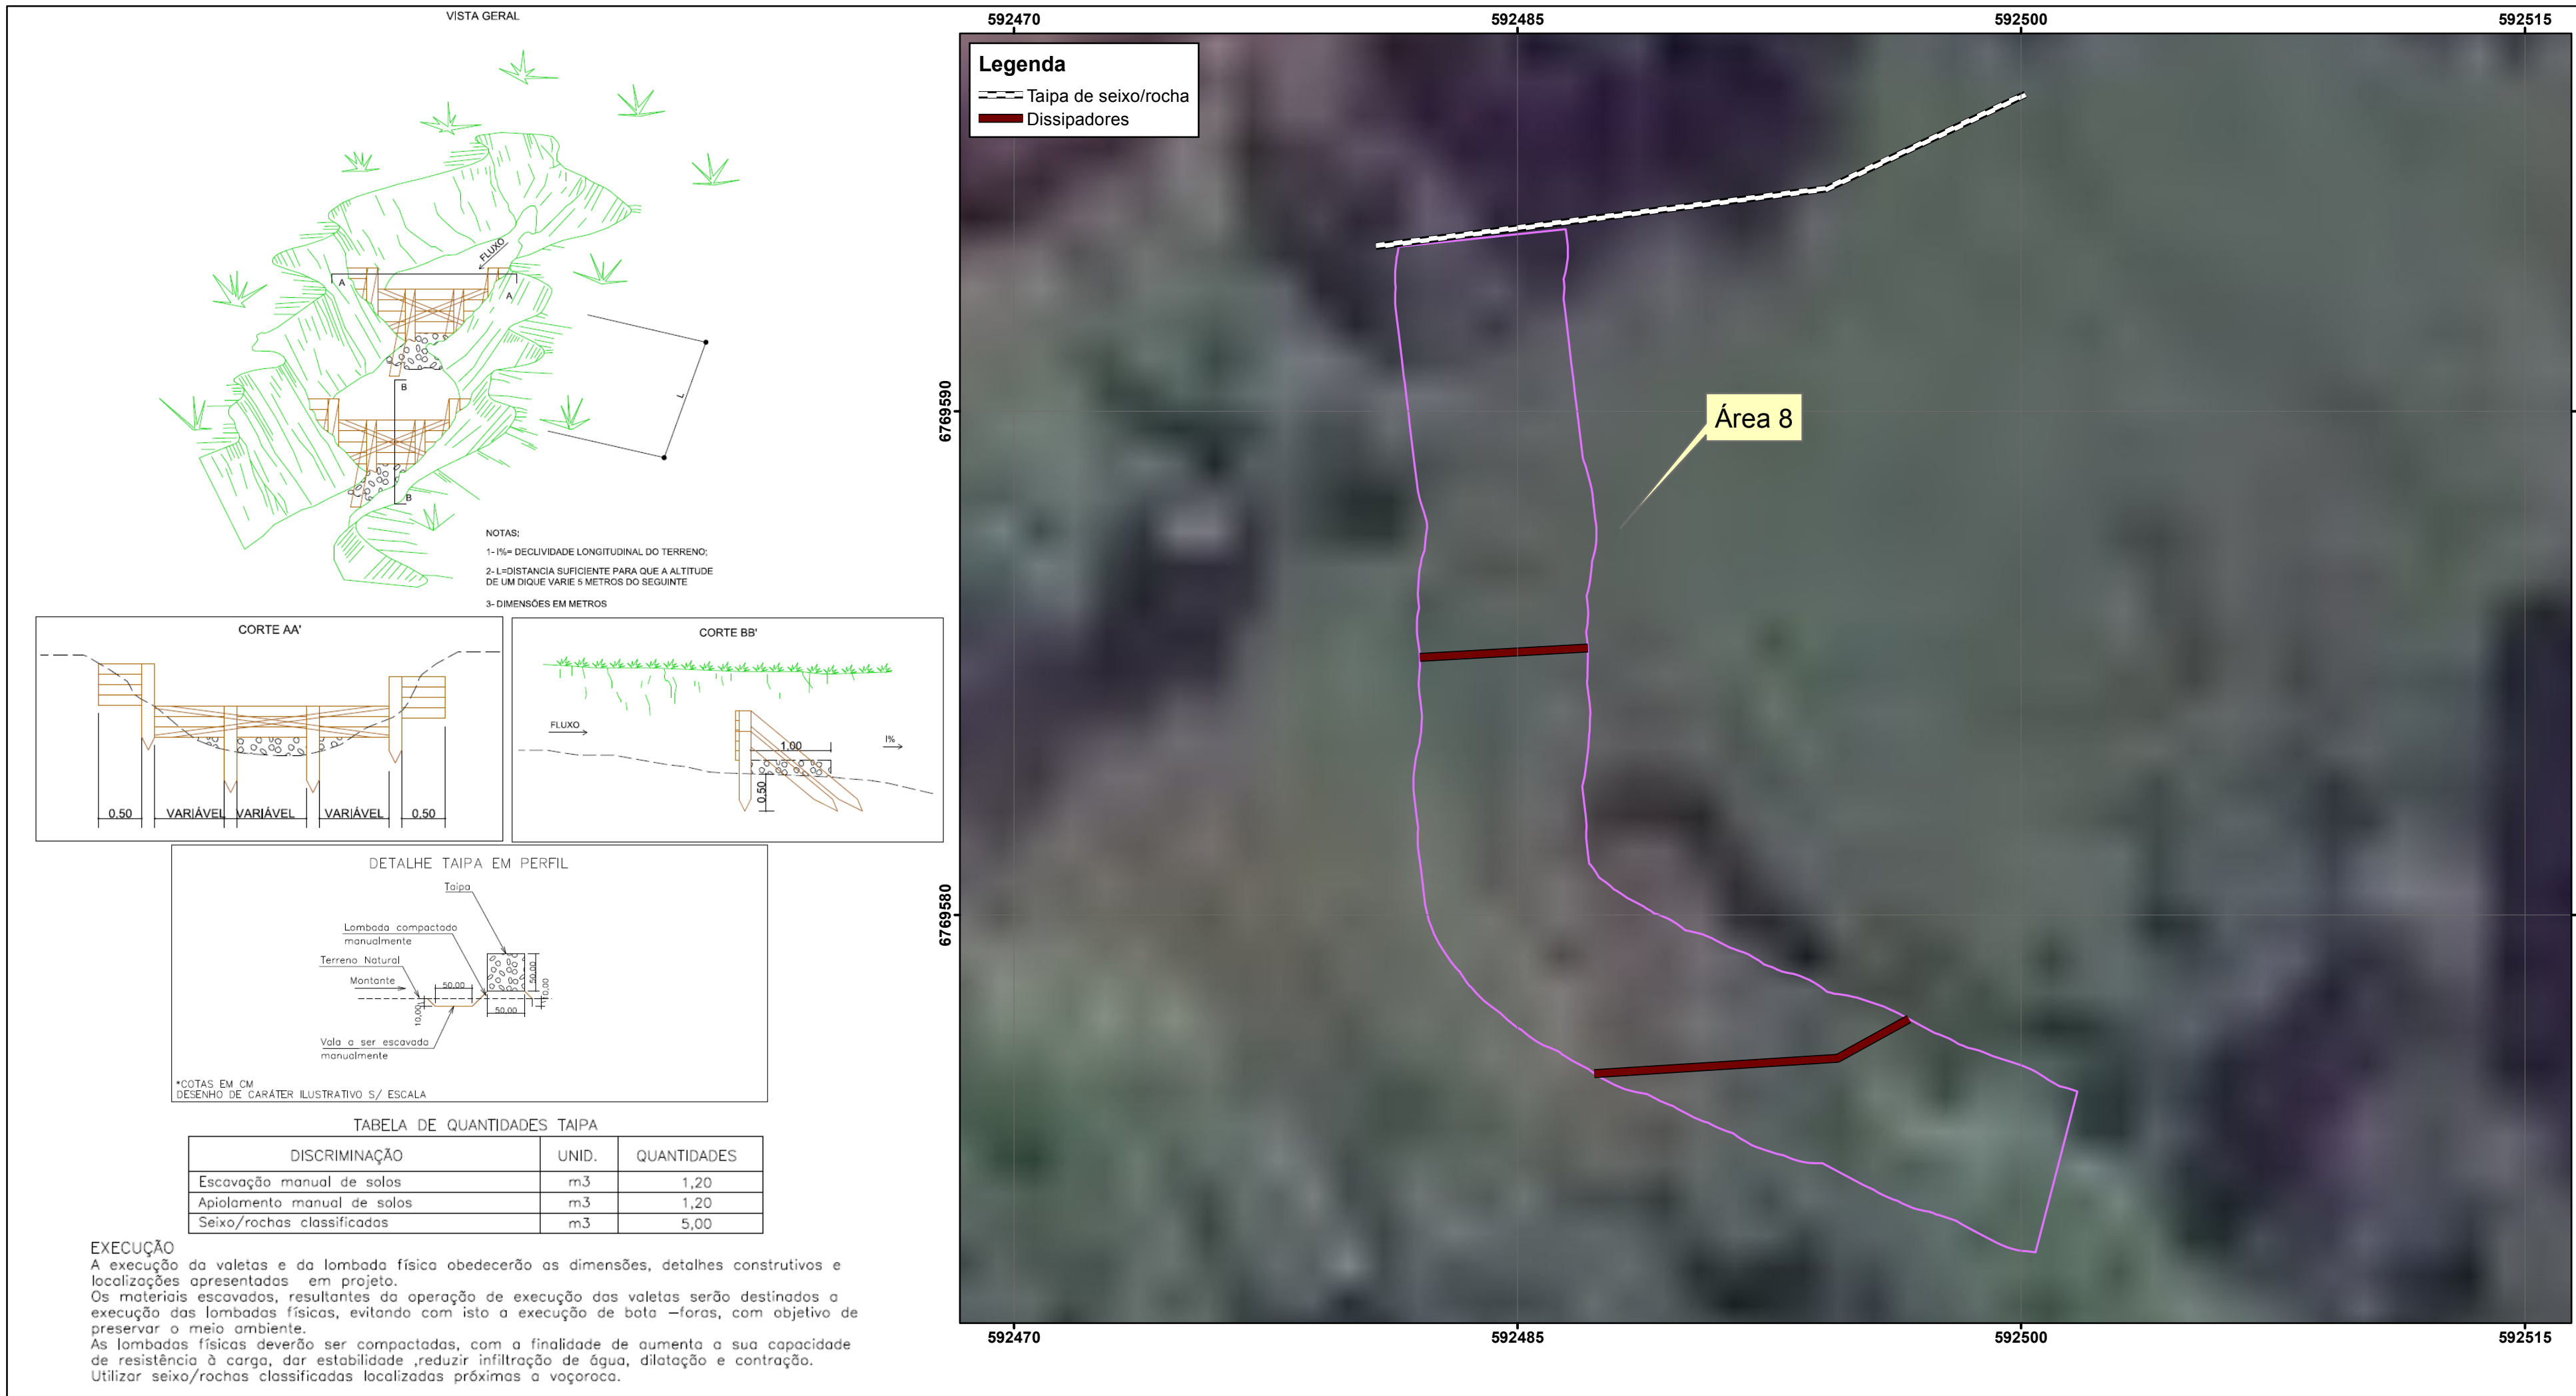 VISTA GERAL
FLUXO
A
A
B
B
L
NOTAS;
1- I%= DECLIVIDADE LONGITUDINAL DO TERRENO;
2- L=DISTANCIA SUFICIENTE PARA QUE A ALTITUDE
DE UM DIQUE VARIE 5 METROS DO SEGUINTE
3- DIMENSÕES EM METROS
CORTE AA'
0.50
VARIÁVEL
VARIÁVEL
VARIÁVEL
0.50
CORTE BB'
FLUXO
1.00
I%
0.50
DETALHE TAIPA EM PERFIL
Taipa
Lombada compactado
manualmente
Terreno Natural
Montante
50,00
50,00
10,00
10,00
50,00
Vala a ser escavada
manualmente
*COTAS EM CM
DESENHO DE CARÁTER ILUSTRATIVO S/ ESCALA
TABELA DE QUANTIDADES TAIPA
DISCRIMINAÇÃO UNID. QUANTIDADES
Escavação manual de solos m3 1,20
Apiolamento manual de solos m3 1,20
Seixo/rochas classificadas m3 5,00
EXECUÇÃO
A execução da valetas e da lombada física obedecerão as dimensões, detalhes construtivos e
localizações apresentadas em projeto.
Os materiais escavados, resultantes da operação de execução das valetas serão destinados a
execução das lombadas físicas, evitando com isto a execução de bota -foras, com objetivo de
preservar o meio ambiente.
As lombadas físicas deverão ser compactadas, com a finalidade de aumenta a sua capacidade
de resistência à carga, dar estabilidade ,reduzir infiltração de água, dilatação e contração.
Utilizar seixo/rochas classificadas localizadas próximas a voçoroca.
592470 592485 592500 592515
Legenda
Taipa de seixo/rocha
Dissipadores
Área 8
6769590
6769580
592470 592485 592500 592515